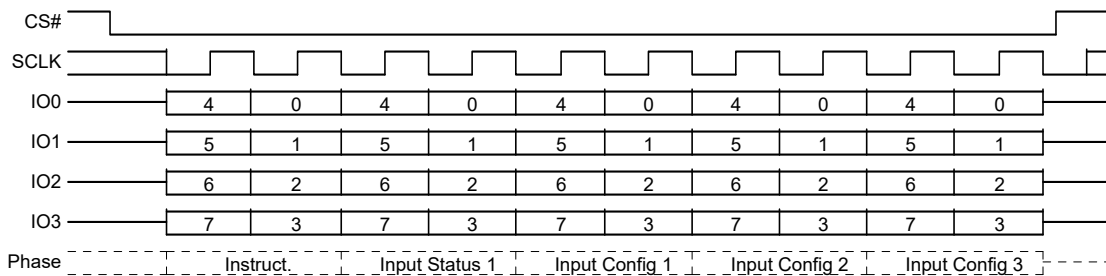 CS#
SCLK
IO0 4 0 4 0 4 0 4 0 4 0
IO1 5 1 5 1 5 1 5 1 5 1
IO2 6 2 6 2 6 2 6 2 6 2
IO3 7 3 7 3 7 3 7 3 7 3
Phase Instruct. Input Status 1 Input Config 1 Input Config 2 Input Config 3